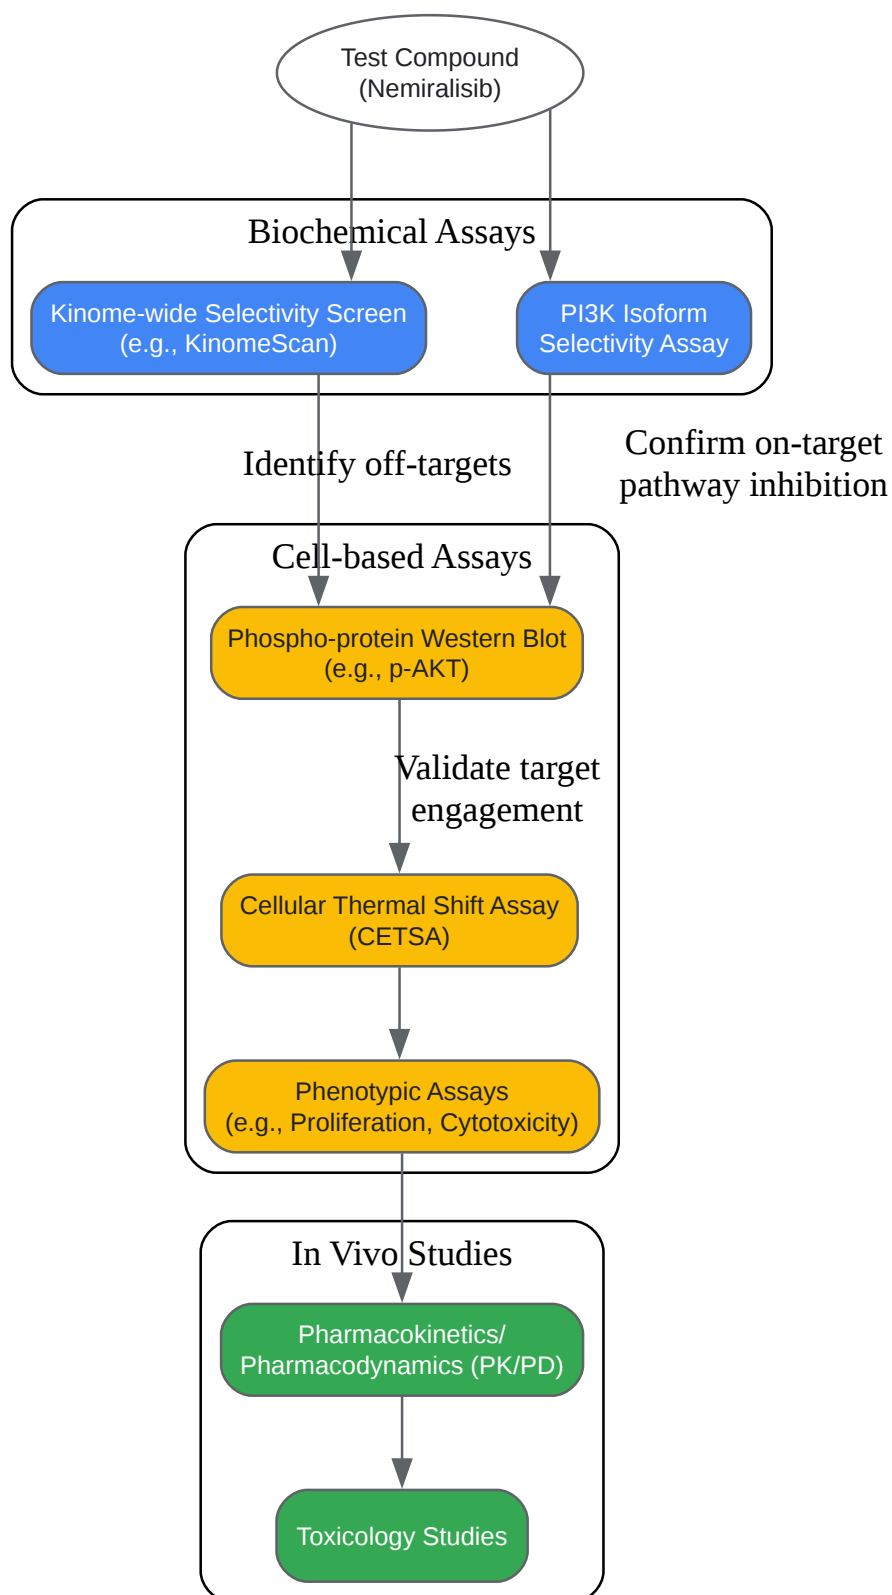 Test Compound
(Nemiralisib)
Biochemical Assays
Kinome-wide Selectivity Screen
(e.g., KinomeScan)
PI3K Isoform
Selectivity Assay
Identify off-targets
Confirm on-target
pathway inhibition
Cell-based Assays
Phospho-protein Western Blot
(e.g., p-AKT)
Validate target
engagement
Cellular Thermal Shift Assay
(CETSA)
Phenotypic Assays
(e.g., Proliferation, Cytotoxicity)
In Vivo Studies
Pharmacokinetics/
Pharmacodynamics (PK/PD)
Toxicology Studies